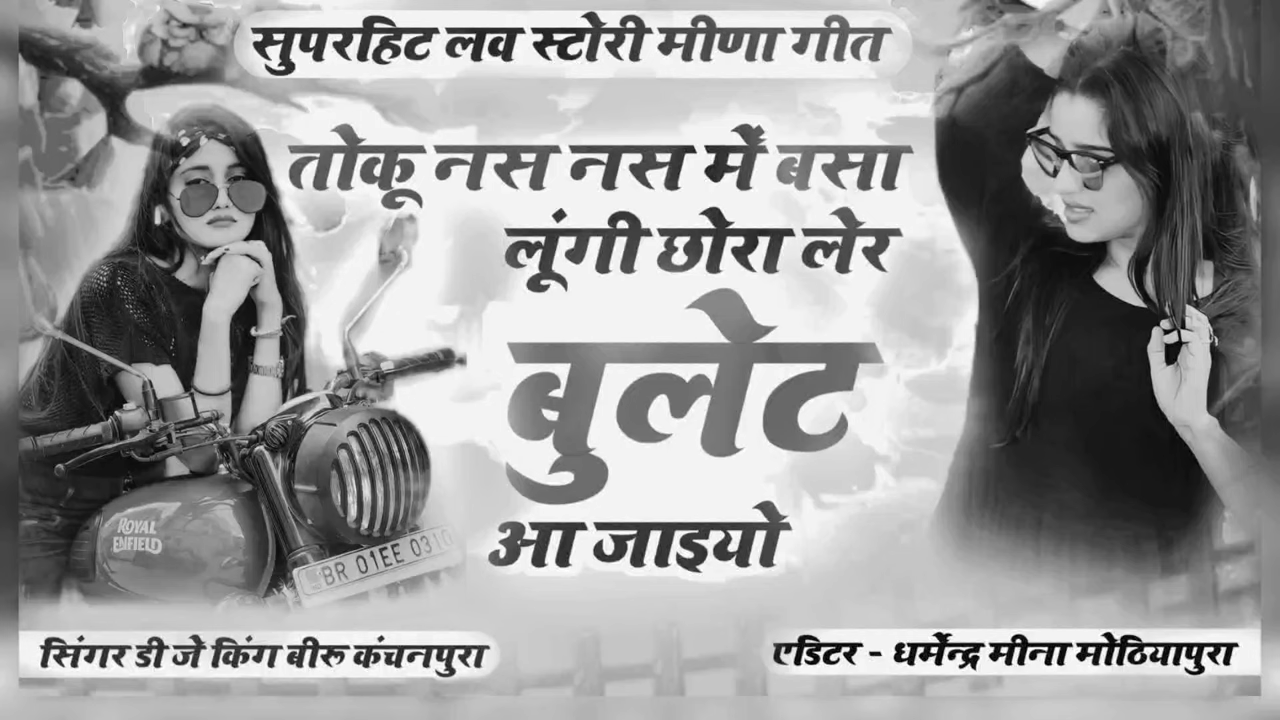 सुपरहिट लव स्टोरी मीणा गीत
तोकू नस नस में बसा
लूंगी छोरा लेर
बुलेट
आ जाइयो
ROYAL
ENFIELD
BR 01EE 0310
सिंगर डी जे किंग बीरू कंचनपुरा
एडिटर - धर्मेन्द्र मीना मोठियापुरा